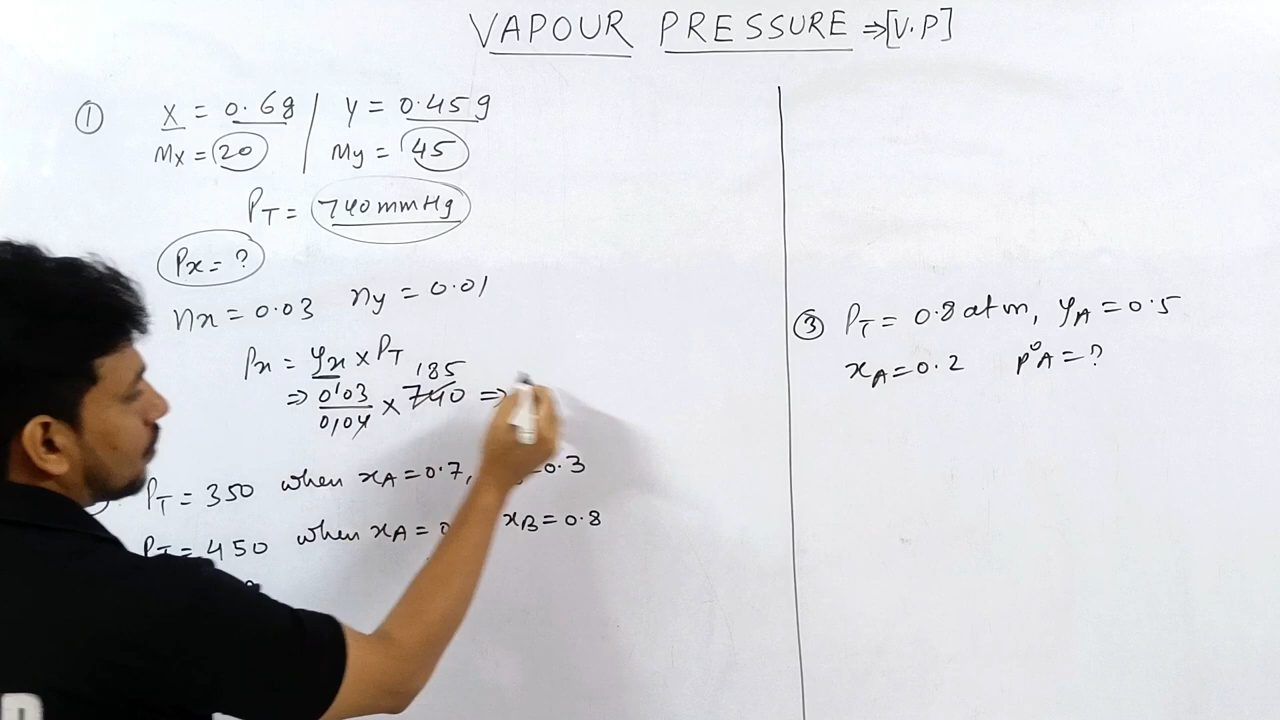 VAPOUR PRESSURE ⇒[V.P]
① X = 0.6g / Y = 0.45g
Mx = 20 / My = 45
PT = 740mmHg
Px = ?
nx = 0.03 ny = 0.01
Px = yx × PT
185
⇒ 0.03/0.04 × 740 ⇒
PT = 350 when xA = 0.7, = 0.3
PT = 450 when xA = 0 xB = 0.8
③ PT = 0.8 atm, yA = 0.5
xA = 0.2 P°A = ?